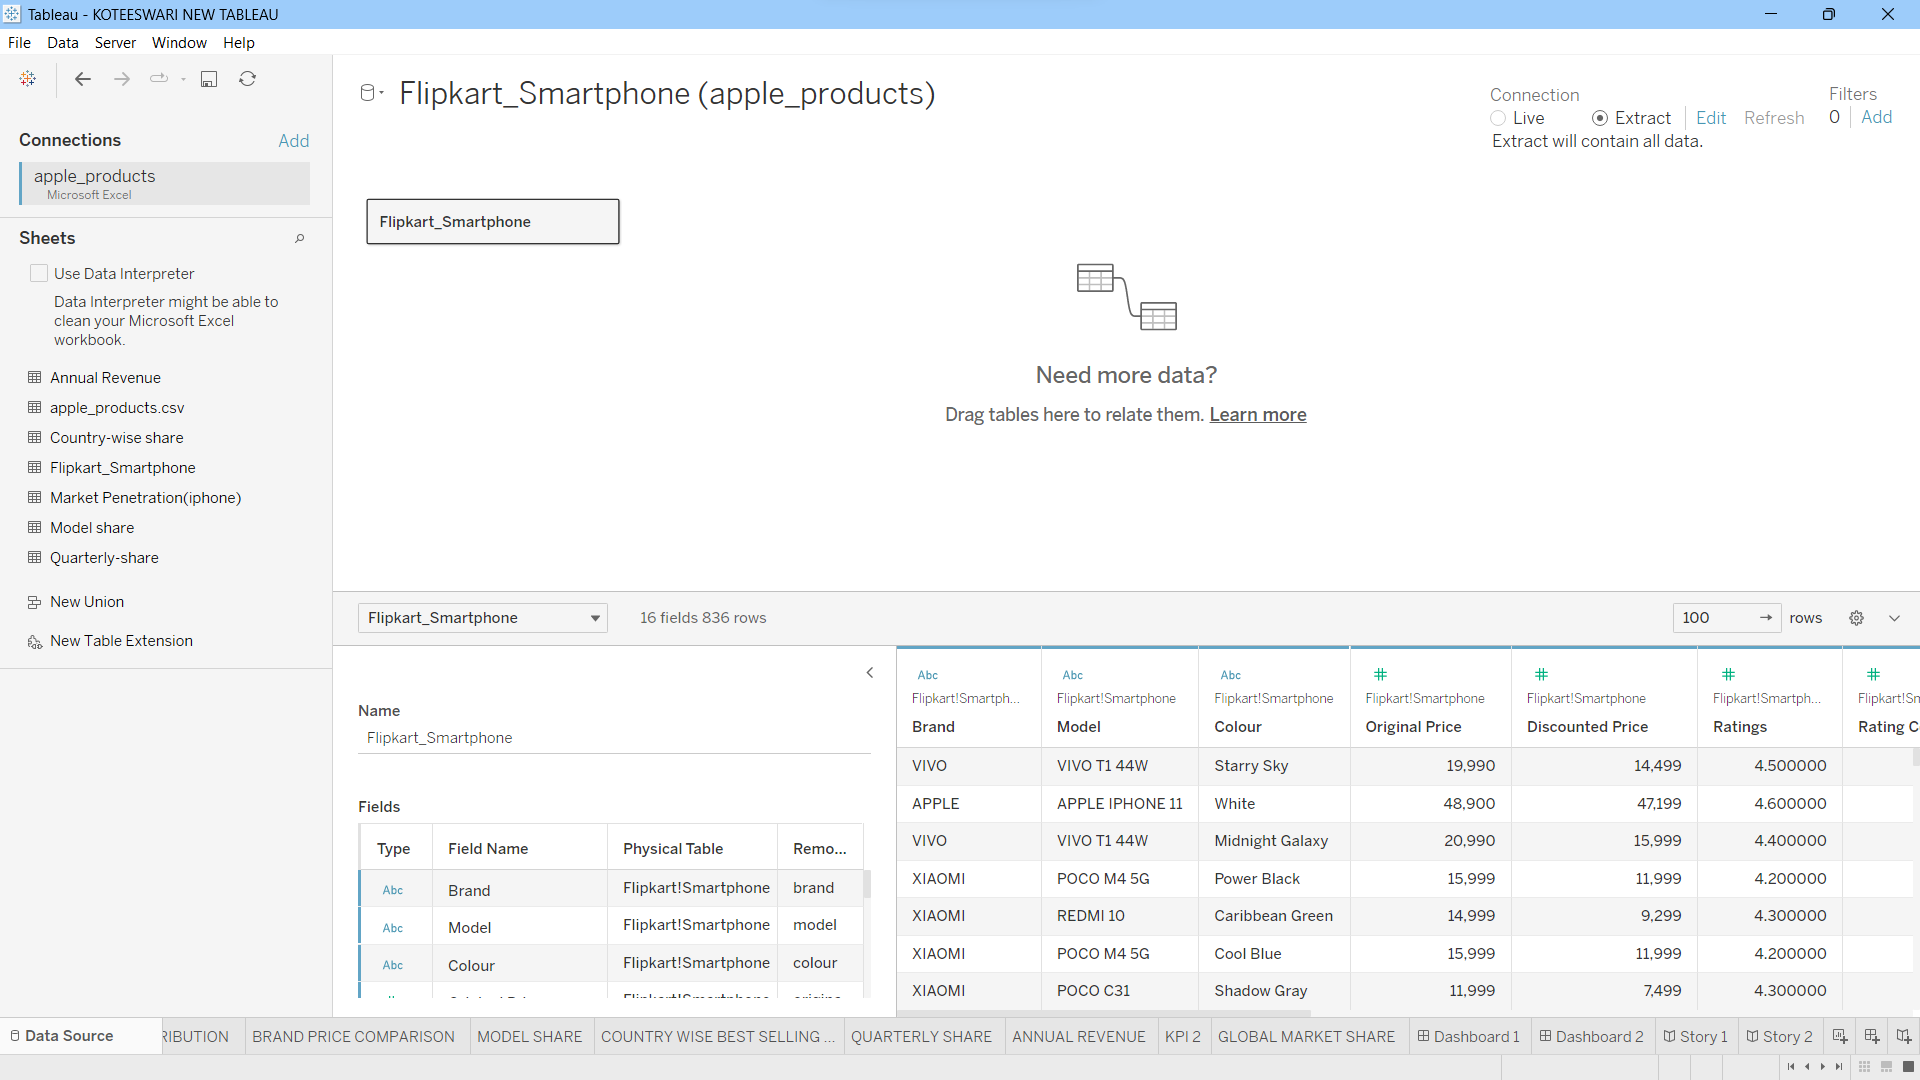 Tableau - KOTEESWARI NEW TABLEAU
File Data Server Window Help
Connections Add
apple_products
Microsoft Excel
Sheets
Use Data Interpreter
Data Interpreter might be able to
clean your Microsoft Excel
workbook.
Annual Revenue
apple_products.csv
Country-wise share
Flipkart_Smartphone
Market Penetration(iphone)
Model share
Quarterly-share
New Union
New Table Extension
Flipkart_Smartphone (apple_products)
Connection
Live Extract Edit Refresh
Extract will contain all data.
Filters
0 Add
Flipkart_Smartphone
Need more data?
Drag tables here to relate them. Learn more
Flipkart_Smartphone 16 fields 836 rows 100 → rows
Name
Flipkart_Smartphone
Fields
Type Field Name Physical Table Remo...
Abc Brand Flipkart!Smartphone brand
Abc Model Flipkart!Smartphone model
Abc Colour Flipkart!Smartphone colour
Abc Abc Abc # # # #
Flipkart!Smartph... Flipkart!Smartphone Flipkart!Smartphone Flipkart!Smartphone Flipkart!Smartphone Flipkart!Smartph... Flipkart!Sm
Brand Model Colour Original Price Discounted Price Ratings Rating C
VIVO VIVO T1 44W Starry Sky 19,990 14,499 4.500000
APPLE APPLE IPHONE 11 White 48,900 47,199 4.600000
VIVO VIVO T1 44W Midnight Galaxy 20,990 15,999 4.400000
XIAOMI POCO M4 5G Power Black 15,999 11,999 4.200000
XIAOMI REDMI 10 Caribbean Green 14,999 9,299 4.300000
XIAOMI POCO M4 5G Cool Blue 15,999 11,999 4.200000
XIAOMI POCO C31 Shadow Gray 11,999 7,499 4.300000
Data Source RIBUTION BRAND PRICE COMPARISON MODEL SHARE COUNTRY WISE BEST SELLING ... QUARTERLY SHARE ANNUAL REVENUE KPI 2 GLOBAL MARKET SHARE Dashboard 1 Dashboard 2 Story 1 Story 2